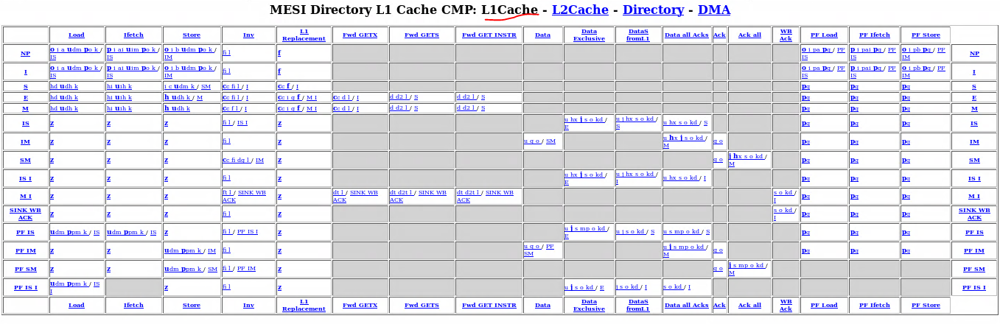 MESI Directory L1 Cache CMP: L1Cache - L2Cache - Directory - DMA
Load Ifetch Store Inv L1 Replacement Fwd GETX Fwd GETS Fwd GET INSTR Data Data Exclusive DataS fromL1 Data all Acks Ack Ack all WB Ack PF Load PF Ifetch PF Store
NP o i a udm po k / IS p i ai uim po k / IS o i b udm po k / IM fi l f o i pa pq / PF IS p i pai pq / PF IS o i pb pq / PF IM NP
I o i a udm po k / IS p i ai uim po k / IS o i b udm po k / IM fi l f o i pa pq / PF IS p i pai pq / PF IS o i pb pq / PF IM I
S hd udh k hi uih k i c udm k / SM cc fi l / I cc f / I pq pq pq S
E hd udh k hi uih k h udh k / M cc fi l / I cc i g f / M I cc d l / I d d2 l / S d d2 l / S pq pq pq E
M hd udh k hi uih k h udh k cc f l / I cc i g f / M I cc d l / I d d2 l / S d d2 l / S pq pq pq M
IS z z z fi l / IS I z u hx j s o kd / E u j hx s o kd / S u hx s o kd / S pq pq pq IS
IM z z z fi l z u q o / SM u hx j s o kd / M q o pq pq pq IM
SM z z z cc fi dg l / IM z q o j hx s o kd / M pq pq pq SM
IS I z z z fi l z u hx j s o kd / E u j hx s o kd / I u hx s o kd / I pq pq pq IS I
M I z z z ft l / SINK WB ACK z dt l / SINK WB ACK dt d2t l / SINK WB ACK dt d2t l / SINK WB ACK s o kd / I pq pq pq M I
SINK WB ACK z z z fi l z s o kd / I pq pq pq SINK WB ACK
PF IS udm ppm k / IS udm ppm k / IS z fi l / PF IS I z u j s mp o kd / E u j s o kd / S u s mp o kd / S pq pq pq PF IS
PF IM z z udm ppm k / IM fi l z u q o / PF SM u j s mp o kd / M q o pq pq pq PF IM
PF SM z z udm ppm k / SM fi l / PF IM z q o j s mp o kd / M PF SM
PF IS I udm ppm k / IS I z fi l z u j s o kd / E j s o kd / I s o kd / I PF IS I
Load Ifetch Store Inv L1 Replacement Fwd GETX Fwd GETS Fwd GET INSTR Data Data Exclusive DataS fromL1 Data all Acks Ack Ack all WB Ack PF Load PF Ifetch PF Store